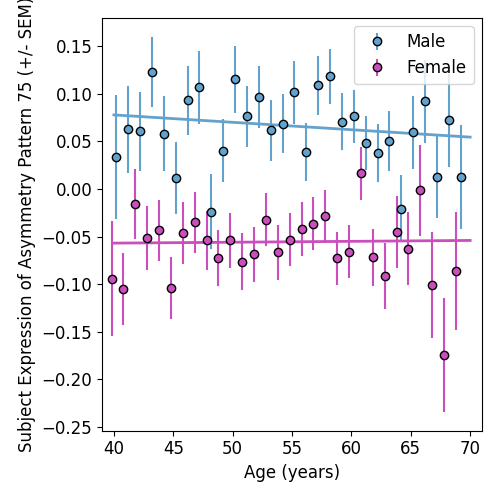 Male
Female
Subject Expression of Asymmetry Pattern 75 (+/- SEM)
0.15
0.10
0.05
0.00
−0.05
−0.10
−0.15
−0.20
−0.25
40 45 50 55 60 65 70
Age (years)